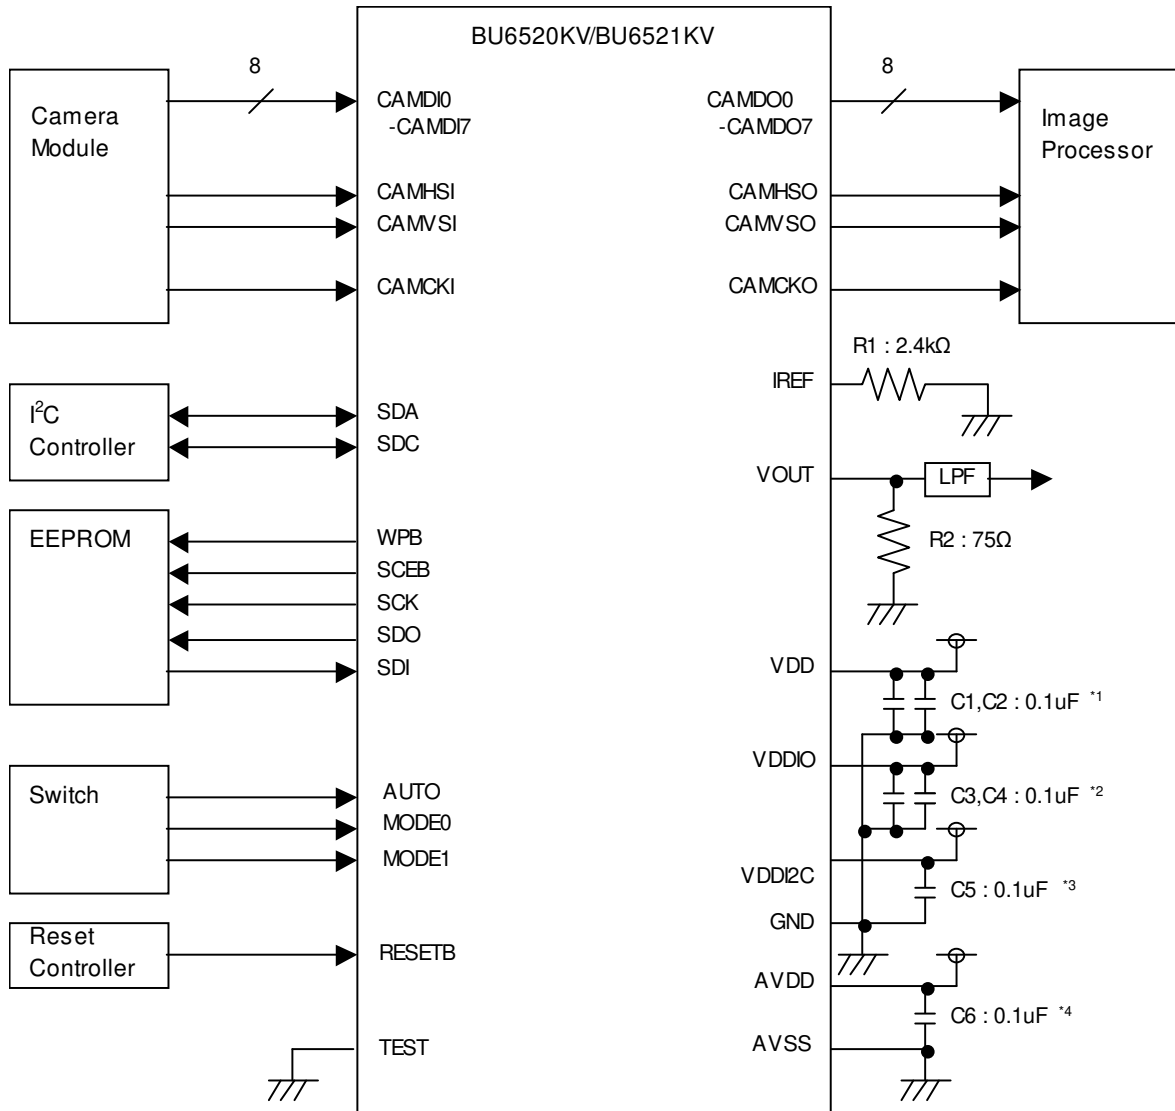 BU6520KV/BU6521KV
8
Camera
Module
CAMDI0
-CAMDI7
CAMHSI
CAMVSI
CAMCKI
8
CAMDO0
-CAMDO7
CAMHSO
CAMVSO
CAMCKO
Image
Processor
I²C
Controller
SDA
SDC
EEPROM
WPB
SCEB
SCK
SDO
SDI
Switch
AUTO
MODE0
MODE1
Reset
Controller
RESETB
TEST
R1 : 2.4kΩ
IREF
VOUT
LPF
R2 : 75Ω
VDD
C1,C2 : 0.1uF *1
VDDIO
C3,C4 : 0.1uF *2
VDDI2C
C5 : 0.1uF *3
GND
AVDD
C6 : 0.1uF *4
AVSS